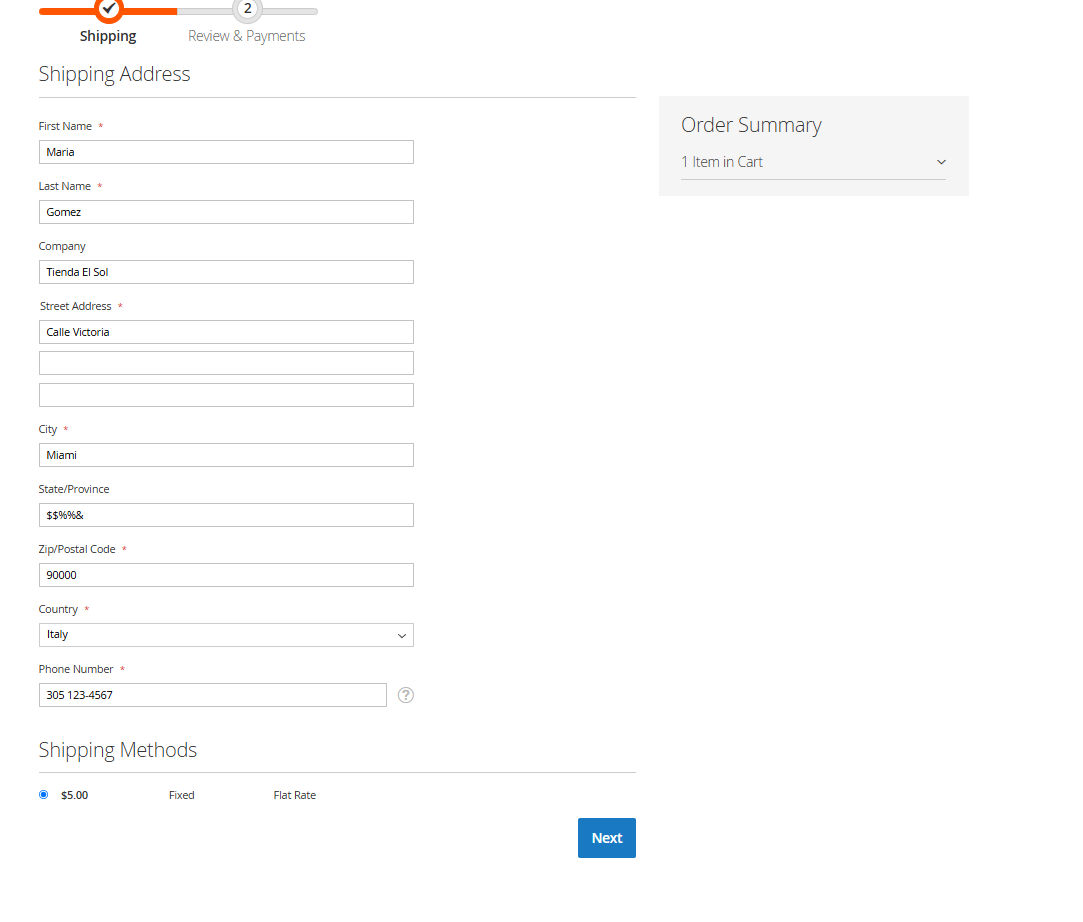 2
Shipping
Review & Payments
Shipping Address
First Name *
Maria
Last Name *
Gomez
Company
Tienda El Sol
Street Address *
Calle Victoria
City *
Miami
State/Province
$$%%&
Zip/Postal Code *
90000
Country *
Italy
Phone Number *
305 123-4567 ?
Shipping Methods
$5.00 Fixed Flat Rate
Next
Order Summary
1 Item in Cart